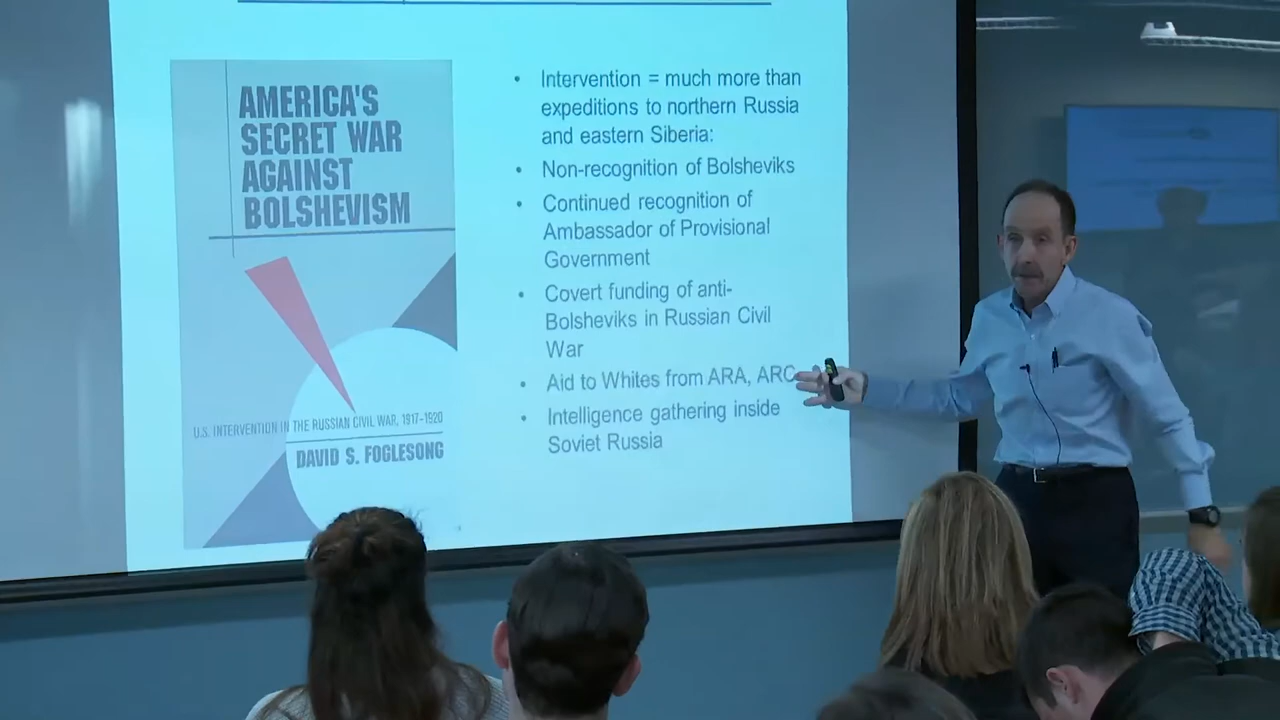 AMERICA'S
SECRET WAR
AGAINST
BOLSHEVISM
U.S. INTERVENTION IN THE RUSSIAN CIVIL WAR, 1917–1920
DAVID S. FOGLESONG
• Intervention = much more than
expeditions to northern Russia
and eastern Siberia:
• Non-recognition of Bolsheviks
• Continued recognition of
Ambassador of Provisional
Government
• Covert funding of anti-
Bolsheviks in Russian Civil
War
• Aid to Whites from ARA, ARC
• Intelligence gathering inside
Soviet Russia